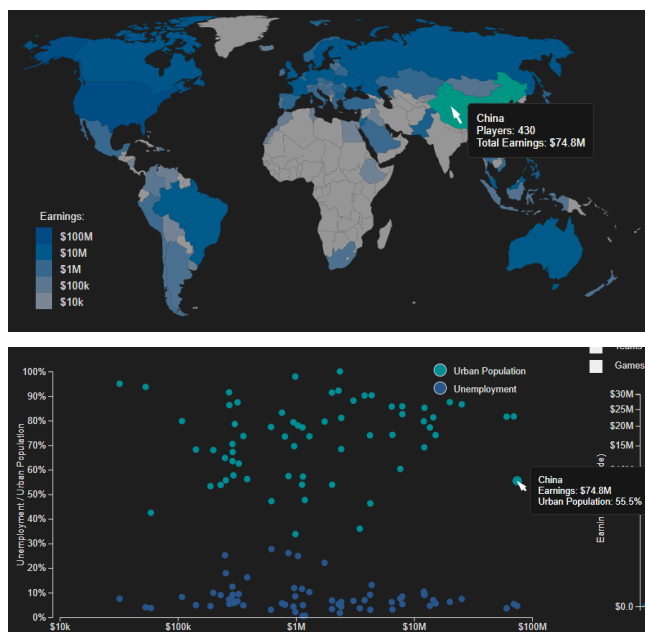 China
Players: 430
Total Earnings: $74.8M
Earnings:
$100M
$10M
$1M
$100k
$10k
Teams
Games
Urban Population
Unemployment
100%
90%
80%
70%
60%
50%
40%
30%
20%
10%
0%
Unemployment / Urban Population
$10k
$100k
$1M
$10M
$100M
China
Earnings: $74.8M
Urban Population: 55.5%
$30M
$25M
$20M
$15M
$0.0
Earnin